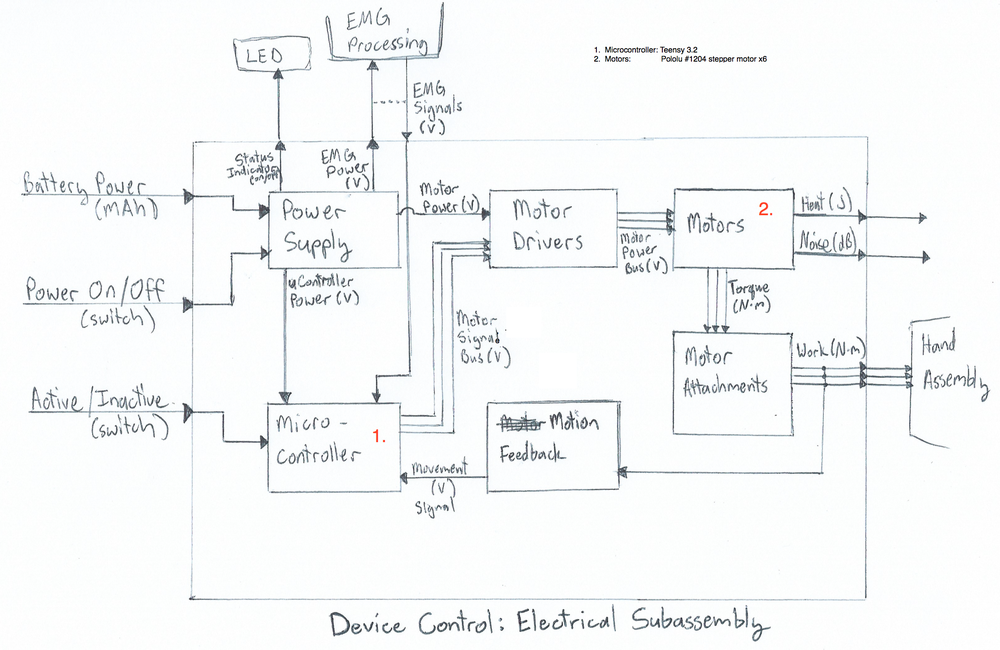 EMG
Processing
LED
1. Microcontroller: Teensy 3.2
2. Motors: Pololu #1204 stepper motor x6
EMG
Signals
(V)
Status
Indicator
(on/off)
EMG
Power
(V)
Battery Power
(mAh)
Motor
Power (V)
Power
Supply
Motor
Drivers
Motors
2.
Heat (J)
Noise (dB)
Motor
Power
Bus (V)
Power On/Off
(switch)
uController
Power (V)
Torque
(N·m)
Motor
Signal
Bus (V)
Motor
Attachments
Work (N·m)
Hand
Assembly
Active/Inactive
(switch)
Micro-
Controller
1.
Motor Motion
Feedback
Movement
(V)
Signal
Device Control: Electrical Subassembly